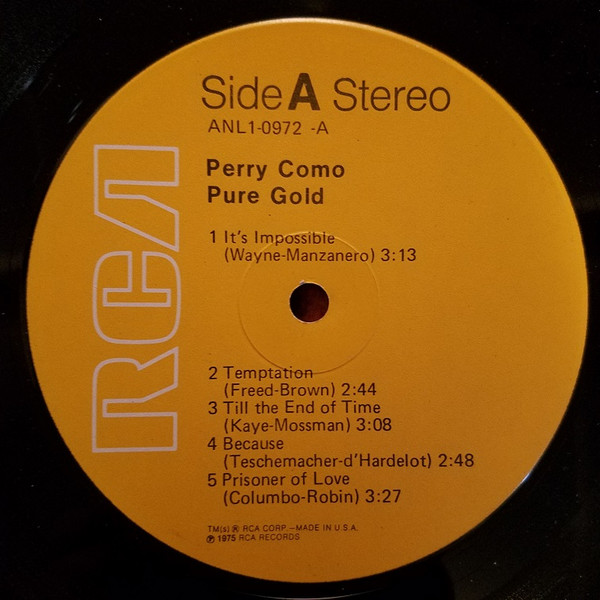 Side A Stereo
ANL1-0972 -A
Perry Como
Pure Gold
1 It's Impossible
(Wayne-Manzanero) 3:13
2 Temptation
(Freed-Brown) 2:44
3 Till the End of Time
(Kaye-Mossman) 3:08
4 Because
(Teschemacher-d'Hardelot) 2:48
5 Prisoner of Love
(Columbo-Robin) 3:27
TM(s) ® RCA CORP.—MADE IN U.S.A.
℗ 1975 RCA RECORDS
RCA